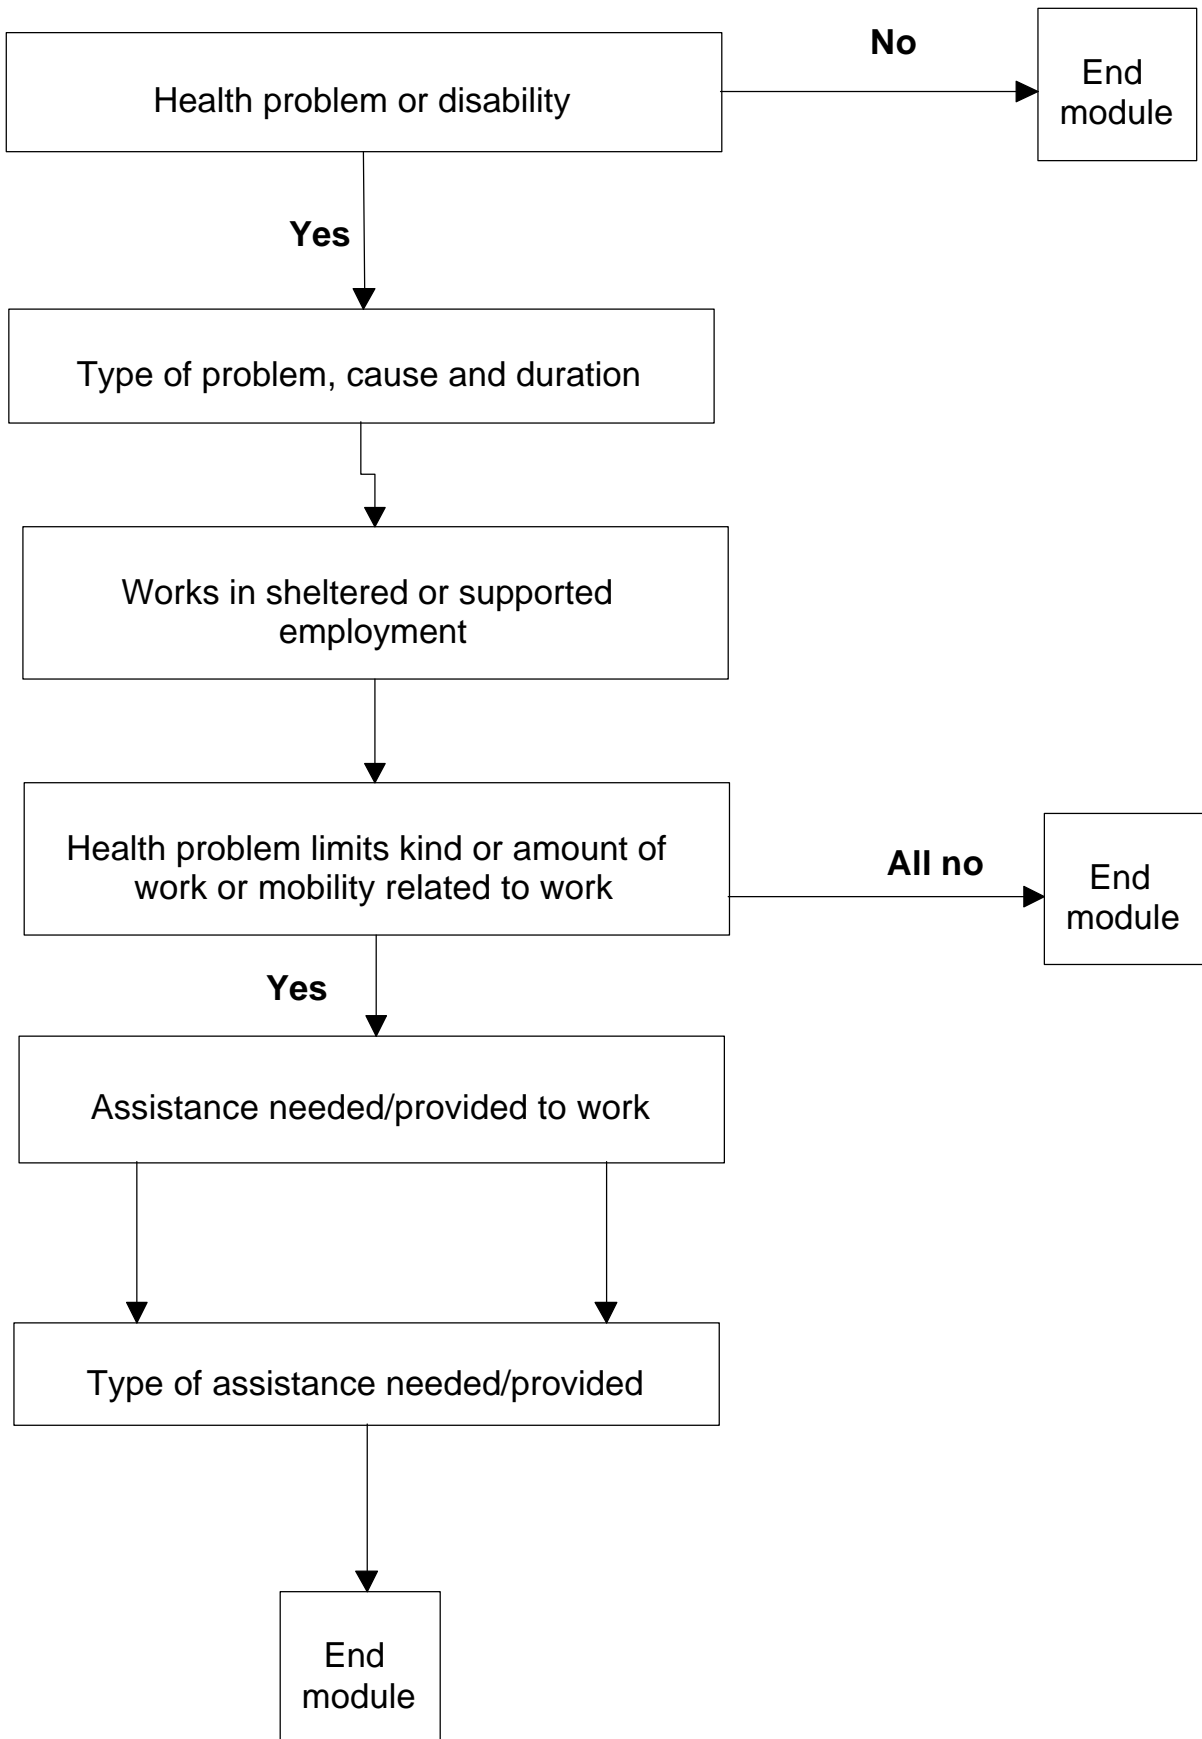 Health problem or disability
No
End
module
Yes
Type of problem, cause and duration
Works in sheltered or supported
employment
Health problem limits kind or amount of
work or mobility related to work
All no
End
module
Yes
Assistance needed/provided to work
Type of assistance needed/provided
End
module